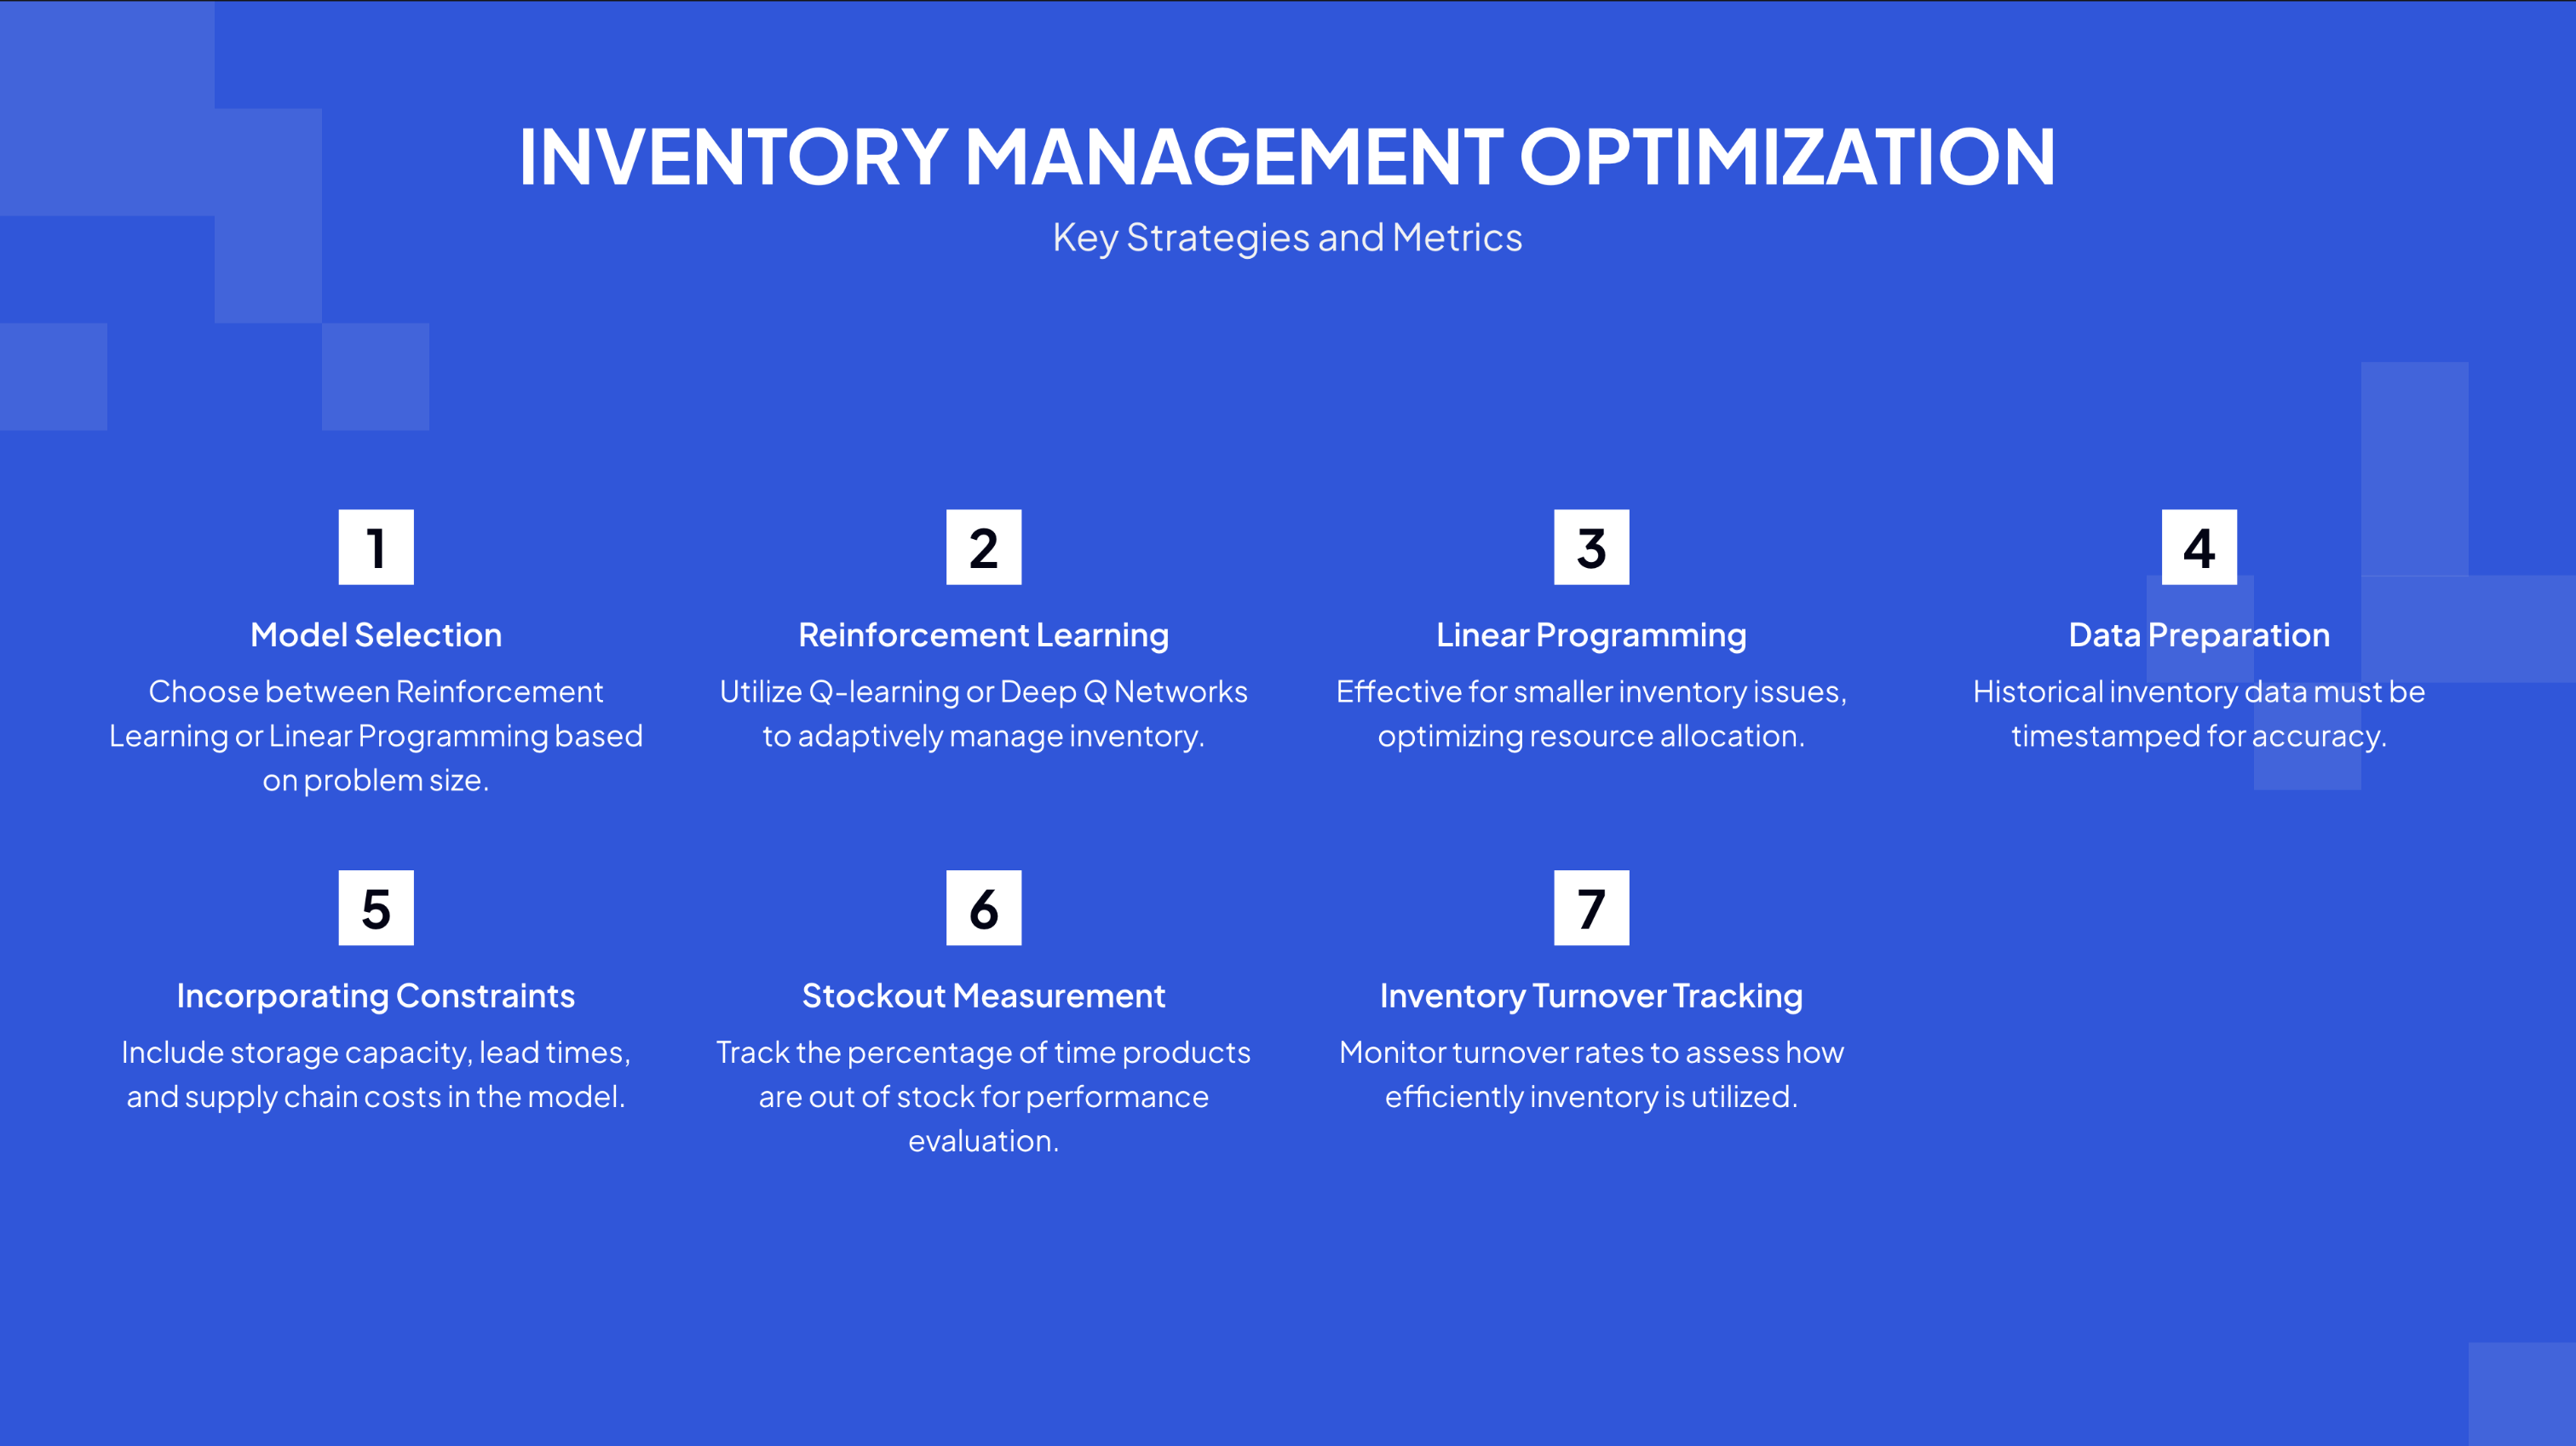 INVENTORY MANAGEMENT OPTIMIZATION
Key Strategies and Metrics
1
Model Selection
Choose between Reinforcement
Learning or Linear Programming based
on problem size.
2
Reinforcement Learning
Utilize Q-learning or Deep Q Networks
to adaptively manage inventory.
3
Linear Programming
Effective for smaller inventory issues,
optimizing resource allocation.
4
Data Preparation
Historical inventory data must be
timestamped for accuracy.
5
Incorporating Constraints
Include storage capacity, lead times,
and supply chain costs in the model.
6
Stockout Measurement
Track the percentage of time products
are out of stock for performance
evaluation.
7
Inventory Turnover Tracking
Monitor turnover rates to assess how
efficiently inventory is utilized.